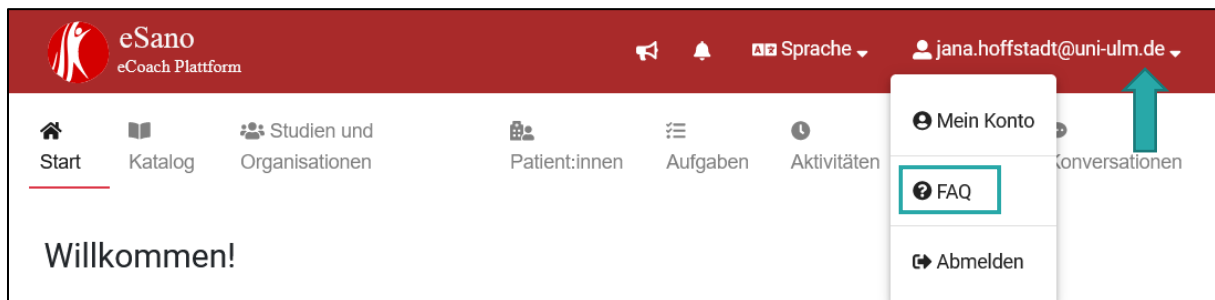 eSano
eCoach Plattform
Sprache
jana.hoffstadt@uni-ulm.de
Start
Katalog
Studien und
Organisationen
Patient:innen
Aufgaben
Aktivitäten
Konversationen
Mein Konto
FAQ
Abmelden
Willkommen!